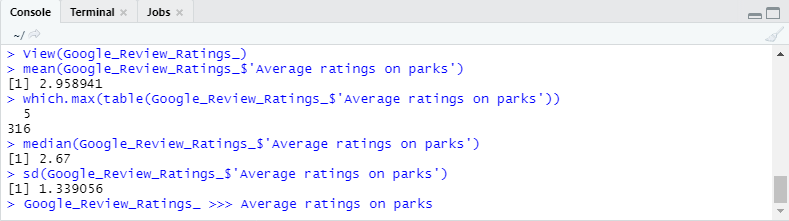 Console Terminal × Jobs ×
~/
> View(Google_Review_Ratings_)
> mean(Google_Review_Ratings_$'Average ratings on parks')
[1] 2.958941
> which.max(table(Google_Review_Ratings_$'Average ratings on parks'))
  5
316
> median(Google_Review_Ratings_$'Average ratings on parks')
[1] 2.67
> sd(Google_Review_Ratings_$'Average ratings on parks')
[1] 1.339056
> Google_Review_Ratings_ >>> Average ratings on parks